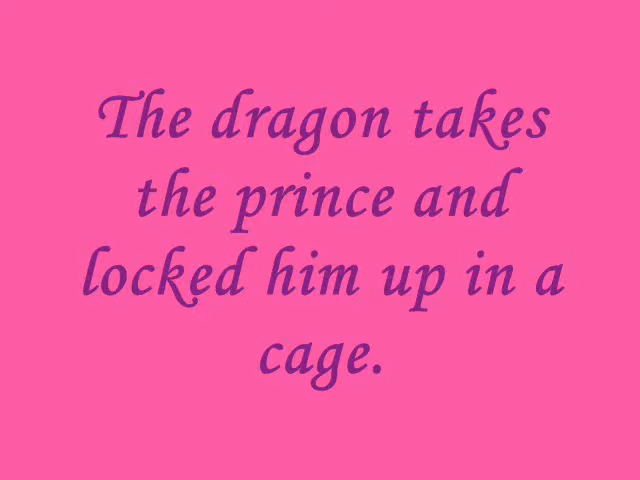 The dragon takes
the prince and
locked him up in a
cage.